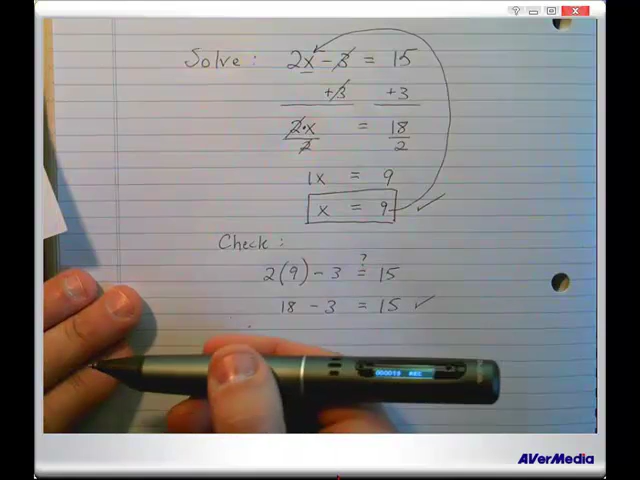 Solve : 2x - 3 = 15
+3 +3
2·x/2 = 18/2
1x = 9
x = 9 ✓
Check :
2(9) - 3 ≟ 15
18 - 3 = 15 ✓
AVerMedia